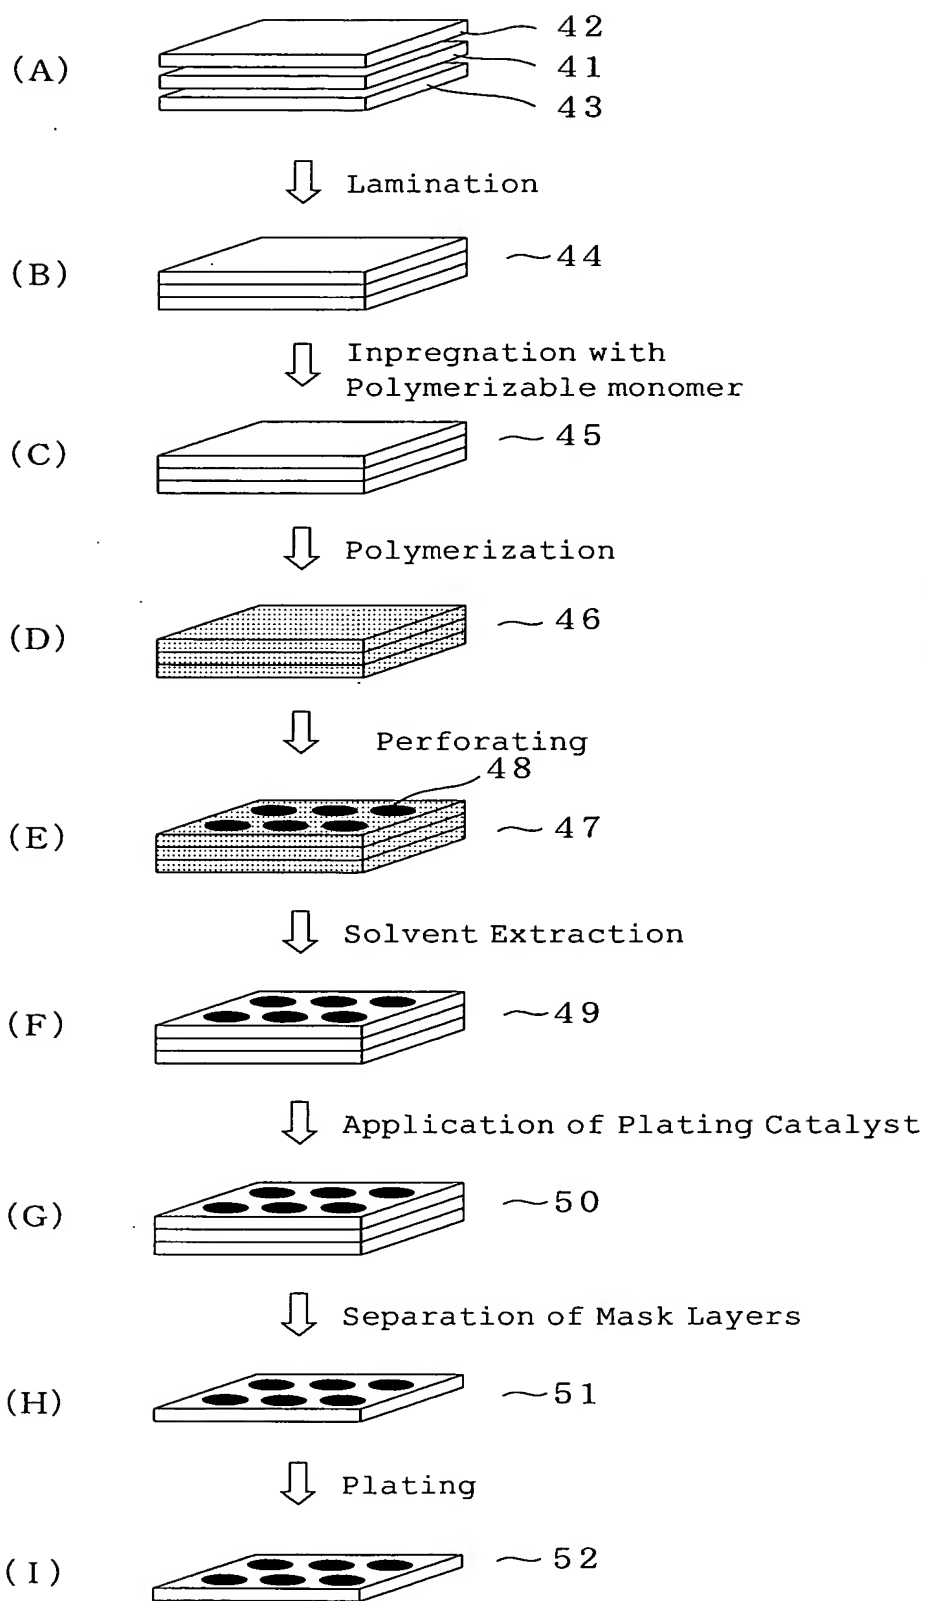 42
(A)
41
43
Lamination
(B)
44
Inpregnation with
Polymerizable monomer
(C)
45
Polymerization
(D)
46
Perforating
48
(E)
47
Solvent Extraction
(F)
49
Application of Plating Catalyst
(G)
50
Separation of Mask Layers
(H)
51
Plating
(I)
52